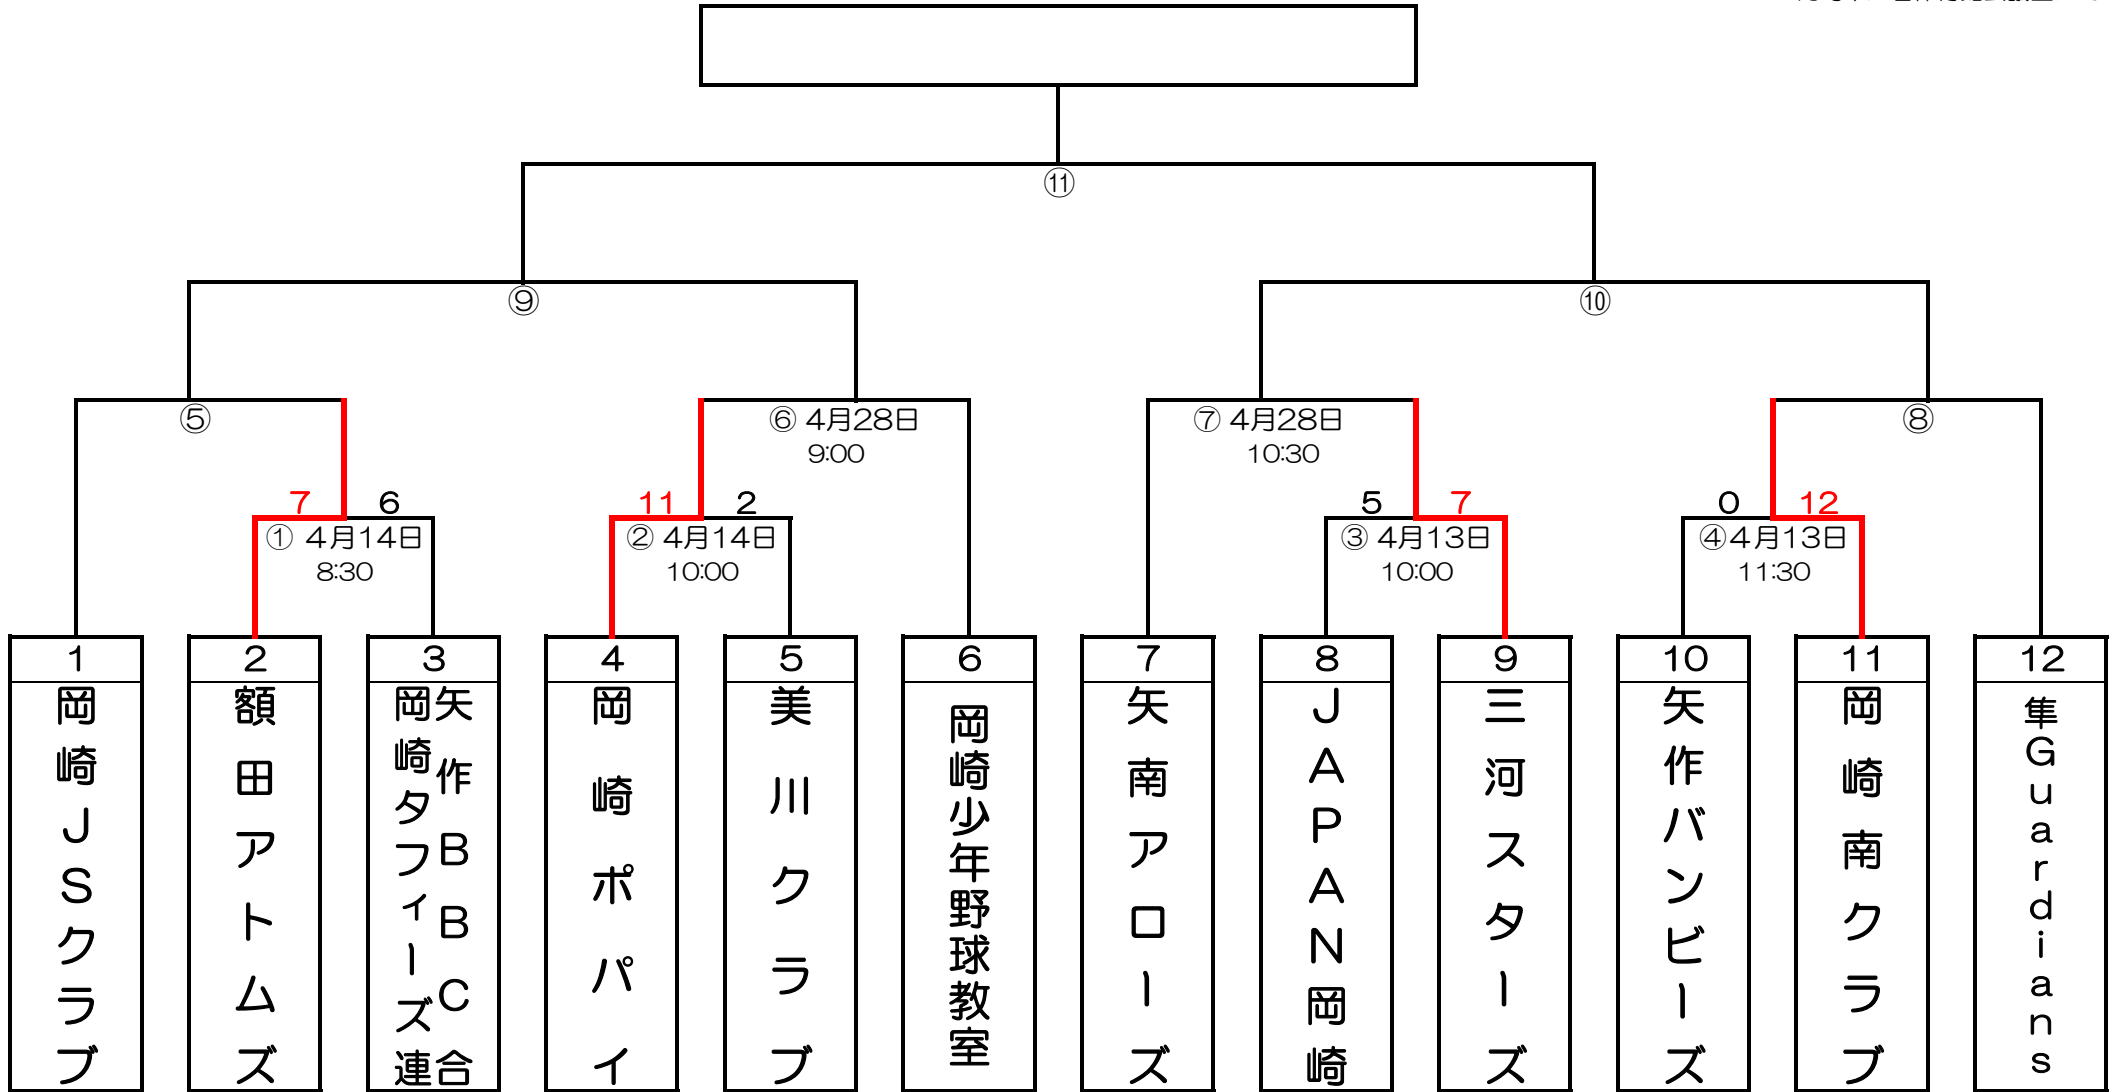 ⑪
⑨
⑩
⑤
⑥ 4月28日
9:00
⑦ 4月28日
10:30
⑧
7
6
① 4月14日
8:30
11
2
② 4月14日
10:00
5
7
③ 4月13日
10:00
0
12
④4月13日
11:30
1
岡崎JSクラブ
2
額田アトムズ
3
矢作BBC
岡崎タフィーズ連合
4
岡崎ポパイ
5
美川クラブ
6
岡崎少年野球教室
7
矢南アローズ
8
JAPAN岡崎
9
三河スターズ
10
矢作バンビーズ
11
岡崎南クラブ
12
隼Guardians